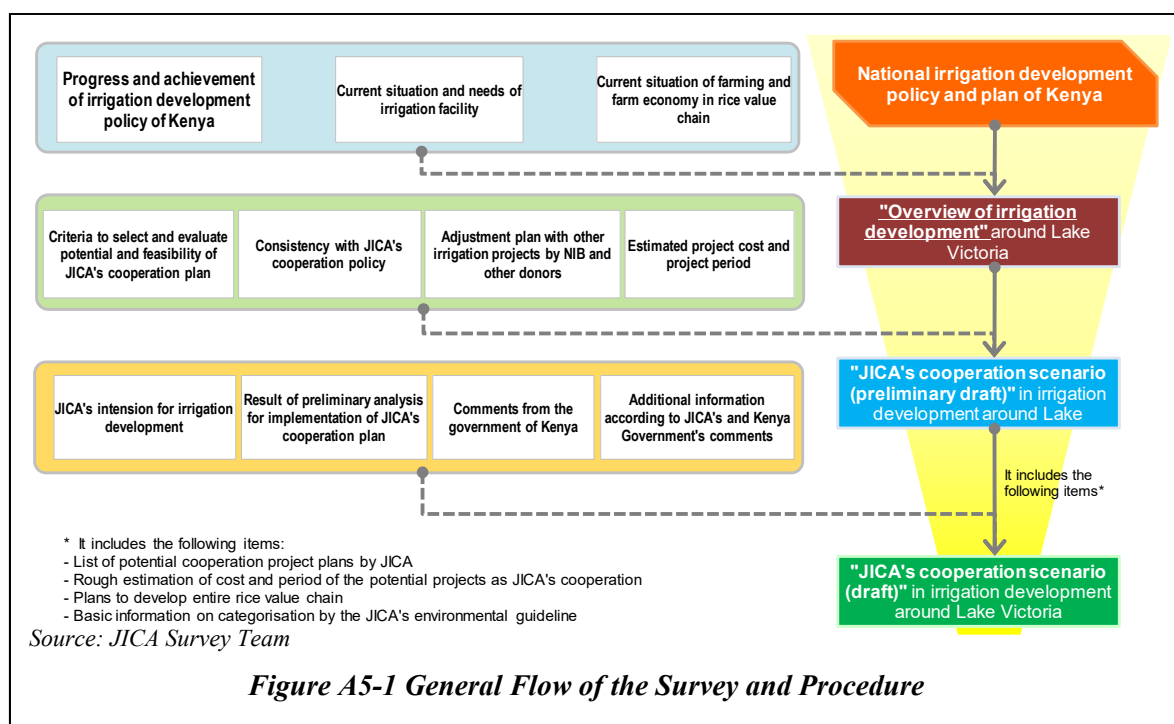 Progress and achievement
of irrigation development
policy of Kenya
Current situation and needs of
irrigation facility
Current situation of farming and
farm economy in rice value
chain
National irrigation development
policy and plan of Kenya
Criteria to select and evaluate
potential and feasibility of
JICA's cooperation plan
Consistency with JICA's
cooperation policy
Adjustment plan with other
irrigation projects by NIB and
other donors
Estimated project cost and
project period
"Overview of irrigation
development" around Lake
Victoria
JICA's intension for irrigation
development
Result of preliminary analysis
for implementation of JICA's
cooperation plan
Comments from the
government of Kenya
Additional information
according to JICA's and Kenya
Government's comments
"JICA's cooperation scenario
(preliminary draft)" in irrigation
development around Lake
It includes the
following items*
* It includes the following items:
- List of potential cooperation project plans by JICA
- Rough estimation of cost and period of the potential projects as JICA's cooperation
- Plans to develop entire rice value chain
- Basic information on categorisation by the JICA's environmental guideline
"JICA's cooperation scenario
(draft)" in irrigation development
around Lake Victoria
Source: JICA Survey Team
Figure A5-1 General Flow of the Survey and Procedure